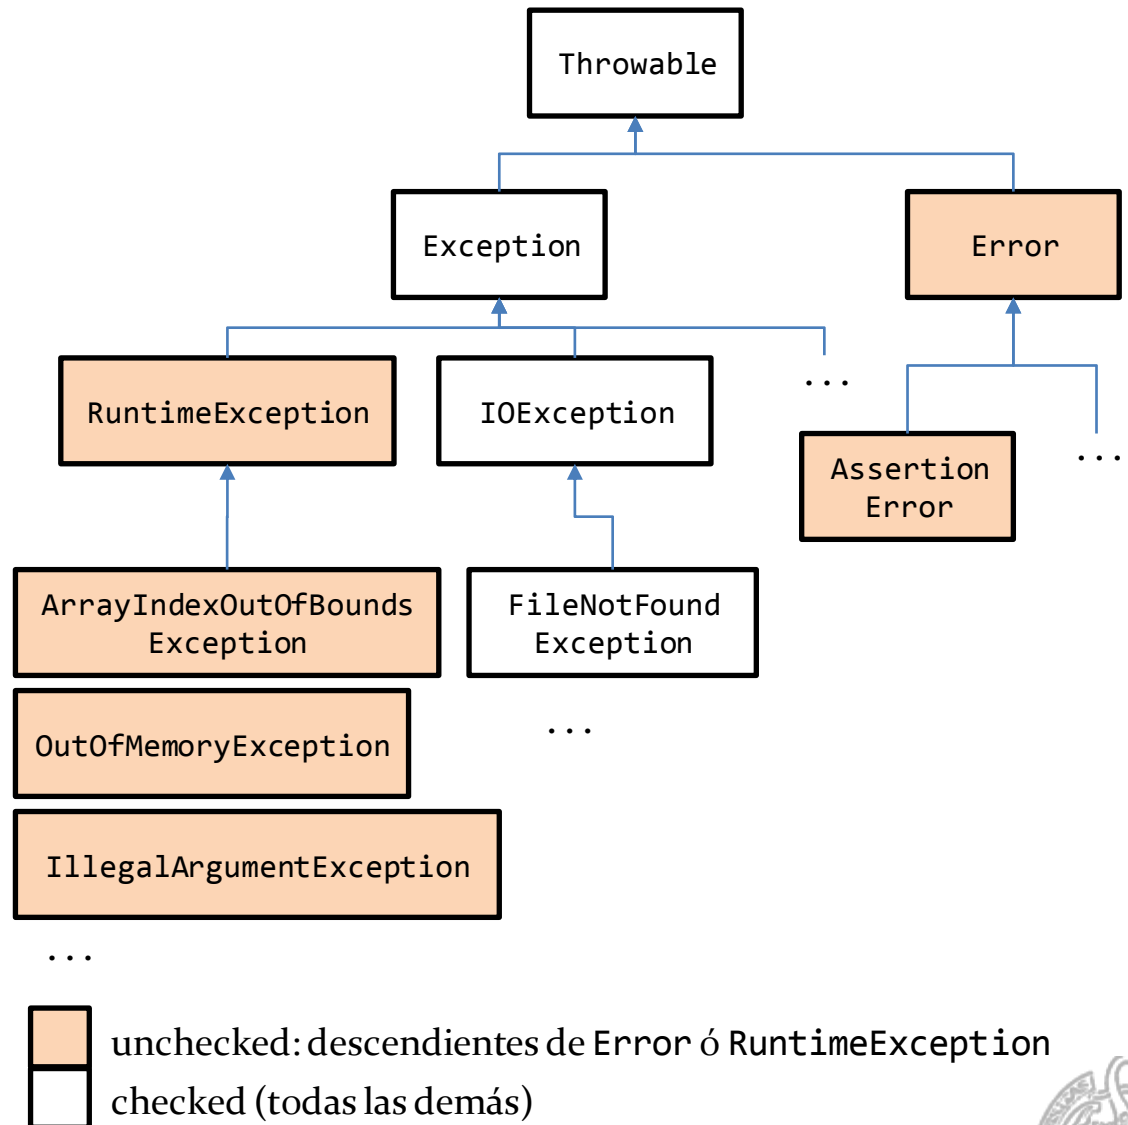 Throwable
Exception
Error
RuntimeException
IOException
...
Assertion
Error
...
ArrayIndexOutOfBounds
Exception
FileNotFound
Exception
OutOfMemoryException
...
IllegalArgumentException
...
unchecked: descendientes de Error ó RuntimeException
checked (todas las demás)